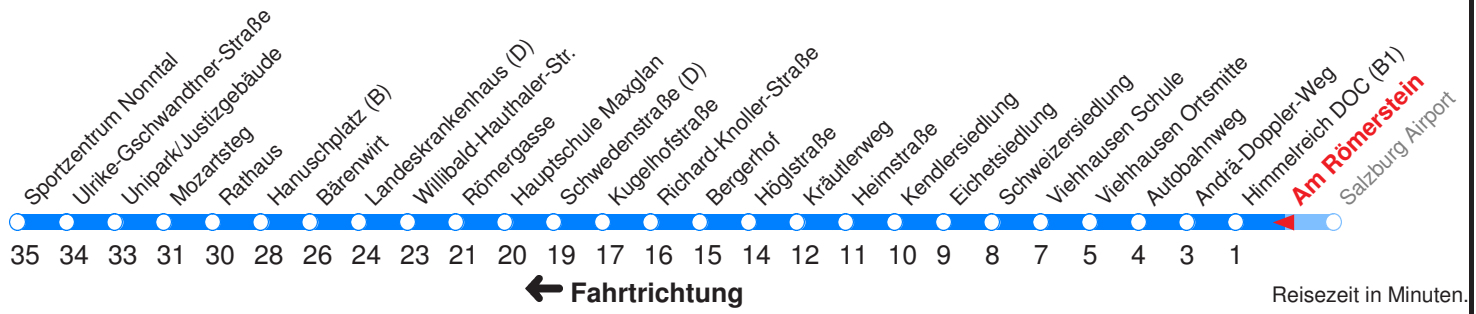 Sportzentrum Nonntal
Ulrike-Gschwandtner-Straße
Unipark/Justizgebäude
Mozartsteg
Rathaus
Hanuschplatz (B)
Bärenwirt
Landeskrankenhaus (D)
Willibald-Hauthaler-Str.
Römergasse
Hauptschule Maxglan
Schwedenstraße (D)
Kugelhofstraße
Richard-Knoller-Straße
Bergerhof
Höglstraße
Kräutlerweg
Heimstraße
Kendlersiedlung
Eichetsiedlung
Schweizersiedlung
Viehhausen Schule
Viehhausen Ortsmitte
Autobahnweg
Andrä-Doppler-Weg
Himmelreich DOC (B1)
Am Römerstein
Salzburg Airport
35 34 33 31 30 28 26 24 23 21 20 19 17 16 15 14 12 11 10 9 8 7 5 4 3 1
Fahrtrichtung
Reisezeit in Minuten.